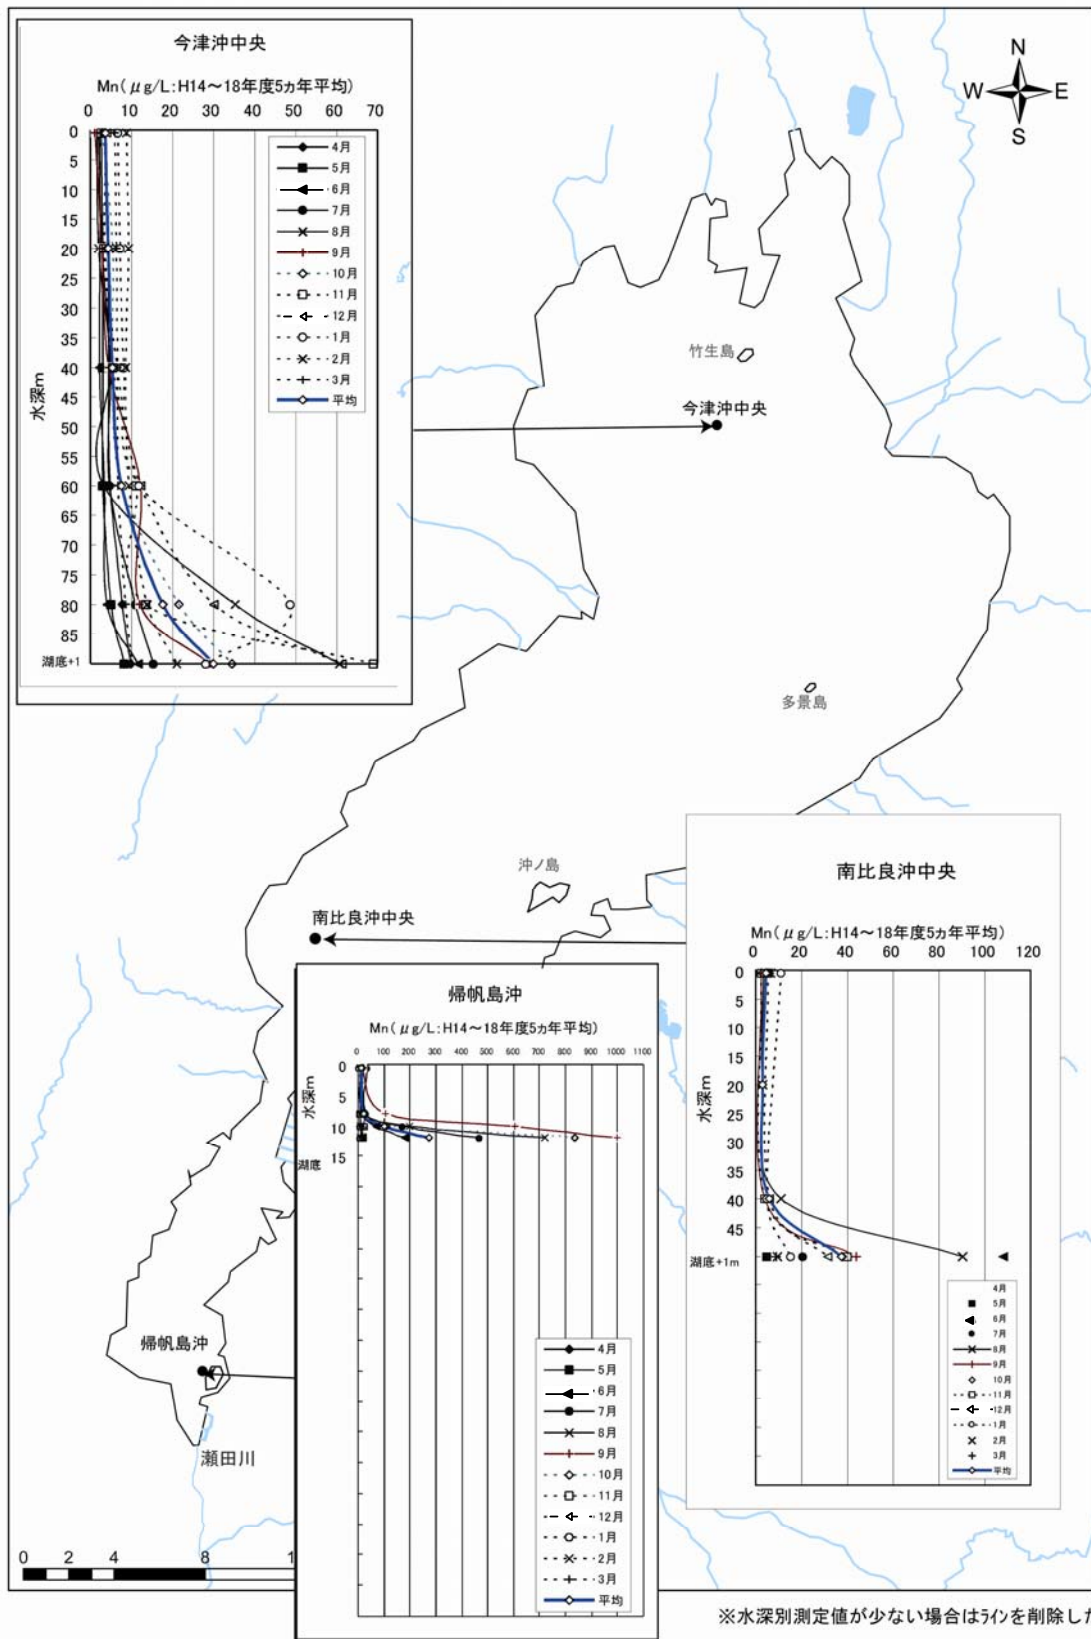 今津沖中央
Mn(μg/L:H14～18年度5ヵ年平均)
0 10 20 30 40 50 60 70
水深m
0
5
10
15
20
25
30
35
40
45
50
55
60
65
70
75
80
85
湖底+1
4月
5月
6月
7月
8月
9月
10月
11月
12月
1月
2月
3月
平均
N
W E
S
竹生島
今津沖中央
多景島
沖ノ島
南比良沖中央
南比良沖中央
Mn(μg/L:H14～18年度5ヵ年平均)
0 20 40 60 80 100 120
水深m
0
5
10
15
20
25
30
35
40
45
湖底+1m
4月
5月
6月
7月
8月
9月
10月
11月
12月
1月
2月
3月
平均
帰帆島沖
Mn(μg/L:H14～18年度5ヵ年平均)
0 100 200 300 400 500 600 700 800 900 1000 1100
水深m
0
5
10
15
湖底
4月
5月
6月
7月
8月
9月
10月
11月
12月
1月
2月
3月
平均
帰帆島沖
瀬田川
0 2 4 8 1
※水深別測定値が少ない場合はﾗｲﾝを削除した